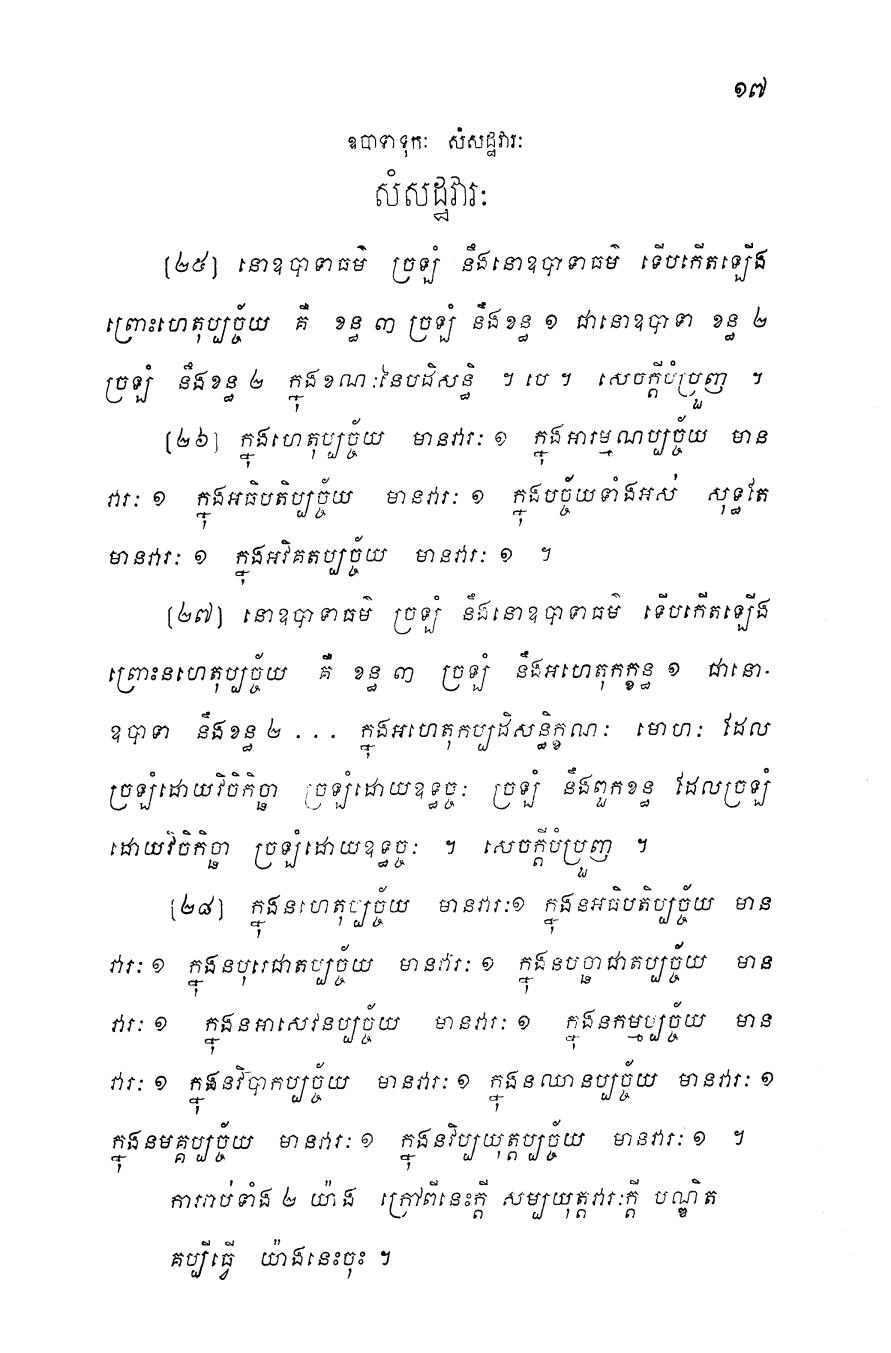 ១៧
ឧបាទាទុកៈ សំសដ្ឋវារៈ
សំសដ្ឋវារៈ
[២៥] នោឧបាទាធម៌ ច្រឡំ នឹងនោឧបាទាធម៌ ទើបកើតឡើង
ព្រោះហេតុប្បច្ច័យ គឺ ខន្ធ ៣ ច្រឡំ នឹងខន្ធ ១ ជានោឧបាទា ខន្ធ ២
ច្រឡំ នឹងខន្ធ ២ ក្នុងខណៈនៃបដិសន្ធិ ។ បេ ។ សេចក្តីបំប្រួញ ។
[២៦] ក្នុងហេតុប្បច្ច័យ មានវារៈ ១ ក្នុងអារម្មណប្បច្ច័យ មាន
វារៈ ១ ក្នុងអធិបតិប្បច្ច័យ មានវារៈ ១ ក្នុងបច្ច័យទាំងអស់ សុទ្ធតែ
មានវារៈ ១ ក្នុងអវិគតប្បច្ច័យ មានវារៈ ១ ។
[២៧] នោឧបាទាធម៌ ច្រឡំ នឹងនោឧបាទាធម៌ ទើបកើតឡើង
ព្រោះនហេតុប្បច្ច័យ គឺ ខន្ធ ៣ ច្រឡំ នឹងអហេតុកក្ខន្ធ ១ ជានោ-
ឧបាទា នឹងខន្ធ ២ ... ក្នុងអហេតុកប្បដិសន្ធិក្ខណៈ មោហៈ ដែល
ច្រឡំដោយវិចិកិច្ឆា ច្រឡំដោយឧទ្ធច្ចៈ ច្រឡំ នឹងពួកខន្ធ ដែលច្រឡំ
ដោយវិចិកិច្ឆា ច្រឡំដោយឧទ្ធច្ចៈ ។ សេចក្តីបំប្រួញ ។
[២៨] ក្នុងនហេតុប្បច្ច័យ មានវារៈ១ ក្នុងនអធិបតិប្បច្ច័យ មាន
វារៈ ១ ក្នុងនបុរេជាតប្បច្ច័យ មានវារៈ ១ ក្នុងនបច្ឆាជាតប្បច្ច័យ មាន
វារៈ ១ ក្នុងនអាសេវនប្បច្ច័យ មានវារៈ ១ ក្នុងនកម្មប្បច្ច័យ មាន
វារៈ ១ ក្នុងនវិបាកប្បច្ច័យ មានវារៈ ១ ក្នុងនឈានប្បច្ច័យ មានវារៈ ១
ក្នុងនមគ្គប្បច្ច័យ មានវារៈ ១ ក្នុងនវិប្បយុត្តប្បច្ច័យ មានវារៈ ១ ។
ការរាប់ទាំង ២ យ៉ាង ក្រៅពីនេះក្តី សម្បយុត្តវារៈក្តី បណ្ឌិត
គប្បីធ្វើ យ៉ាងនេះចុះ ។